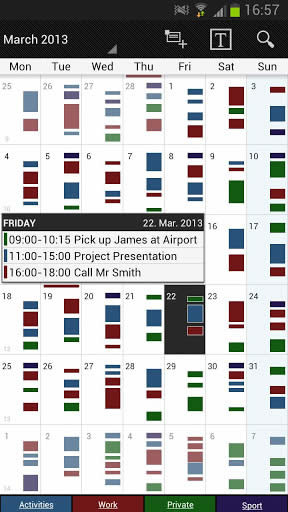 16:57
March 2013
T
Mon Tue Wed Thu Fri Sat Sun
25 26 27 28 1 2 3
9
4 5 6 7 8 9 10
FRIDAY 22. Mar. 2013
09:00-10:15 Pick up James at Airport
11:00-15:00 Project Presentation
16:00-18:00 Call Mr Smith
18 19 20 21 22 23 24
25 26 27 28 29 30 31
13
1 2 3 4 5 6 7
14
Activities Work Private Sport